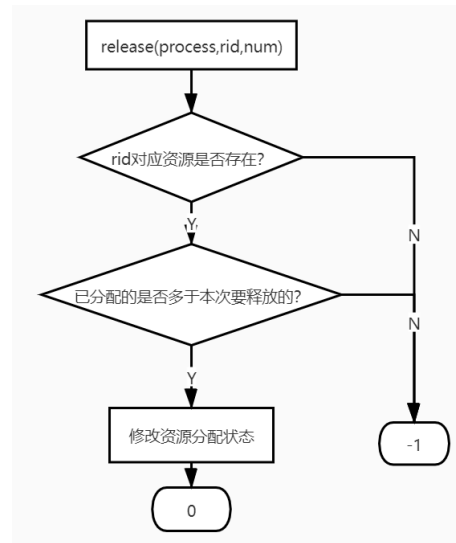 release(process,rid,num)
rid对应资源是否存在?
Y
N
已分配的是否多于本次要释放的?
N
Y
修改资源分配状态
-1
0